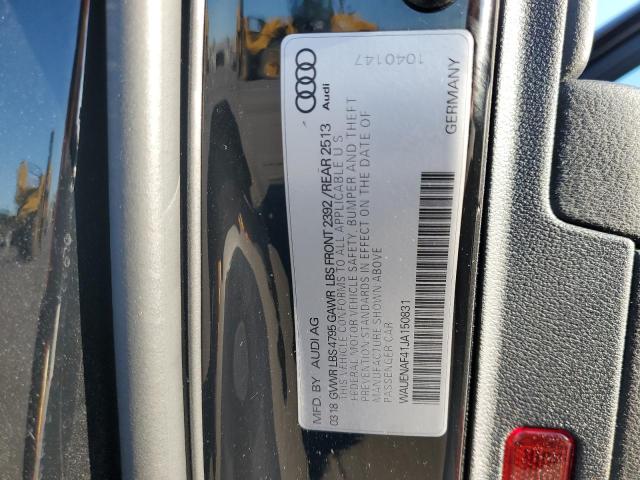 MFD. BY AUDI AG
03.18 GVWR LBS 4795 GAWR LBS FRONT 2392/REAR 2513
THIS VEHICLE CONFORMS TO ALL APPLICABLE U S
FEDERAL MOTOR VEHICLE SAFETY, BUMPER AND THEFT
PREVENTION STANDARDS IN EFFECT ON THE DATE OF
MANUFACTURE SHOWN ABOVE
PASSENGER CAR
WAUENAF41JA150831
Audi
1040147
GERMANY